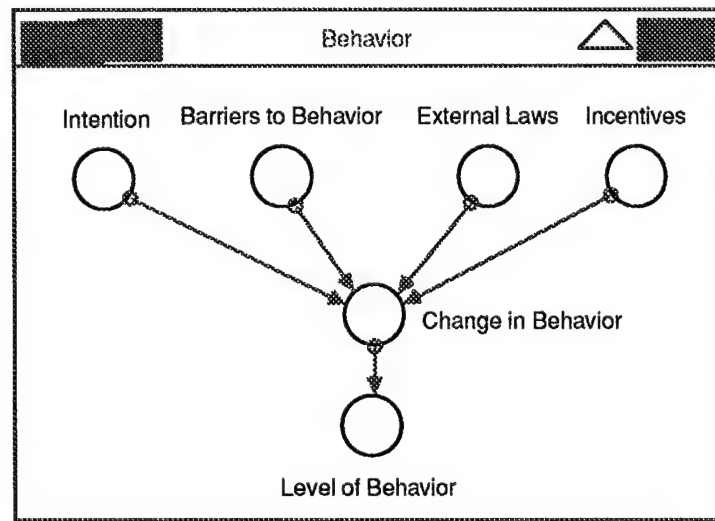 Behavior
Intention
Barriers to Behavior
External Laws
Incentives
Change in Behavior
Level of Behavior